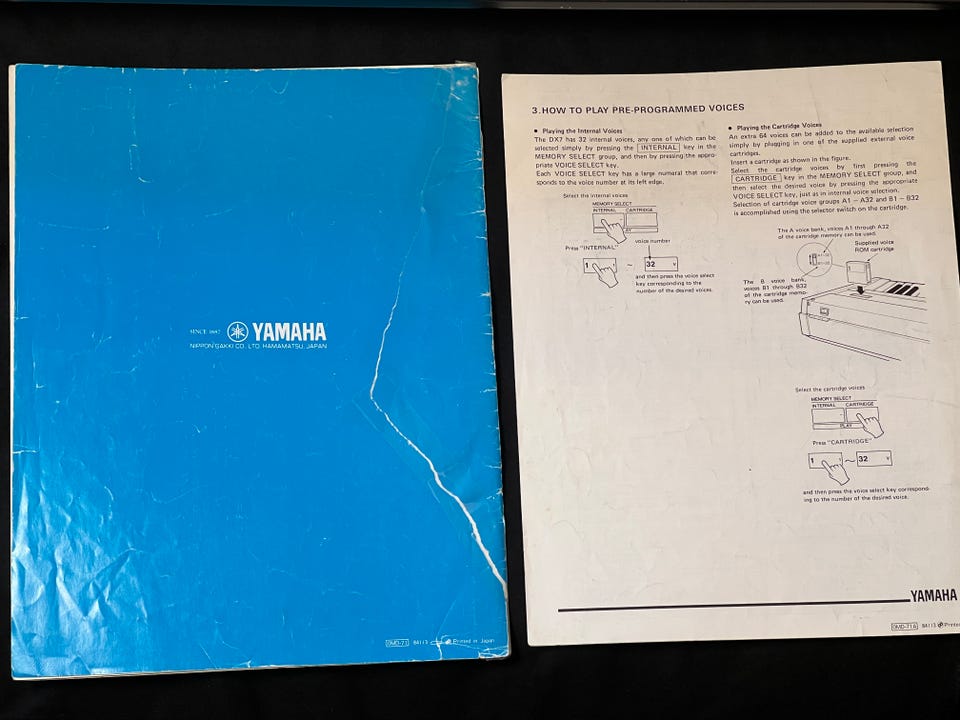 SINCE 1887 YAMAHA
NIPPON GAKKI CO., LTD. HAMAMATSU, JAPAN
OMD-71 84113 Printed in Japan
3. HOW TO PLAY PRE-PROGRAMMED VOICES
● Playing the Internal Voices
The DX7 has 32 internal voices, any one of which can be
selected simply by pressing the INTERNAL key in the
MEMORY SELECT group, and then by pressing the appro-
priate VOICE SELECT key.
Each VOICE SELECT key has a large numeral that corre-
sponds to the voice number at its left edge.
Select the internal voices
MEMORY SELECT
INTERNAL CARTRIDGE
Press "INTERNAL"
voice number
1 ~ 32
and then press the voice select
key corresponding to the
number of the desired voices.
● Playing the Cartridge Voices
An extra 64 voices can be added to the available selection
simply by plugging in one of the supplied external voice
cartridges.
Insert a cartridge as shown in the figure.
Select the cartridge voices by first pressing the
CARTRIDGE key in the MEMORY SELECT group, and
then select the desired voice by pressing the appropriate
VOICE SELECT key, just as in internal voice selection.
Selection of cartridge voice groups A1 – A32 and B1 – B32
is accomplished using the selector switch on the cartridge.
The A voice bank, voices A1 through A32
of the cartridge memory can be used.
Supplied voice
ROM cartridge
The B voice bank,
voices B1 through B32
of the cartridge memo-
ry can be used.
Select the cartridge voices
MEMORY SELECT
INTERNAL CARTRIDGE
PLAY
Press "CARTRIDGE"
1 ~ 32
and then press the voice select key correspond-
ing to the number of the desired voice.
YAMAHA
OMD-71A 84113 Printe